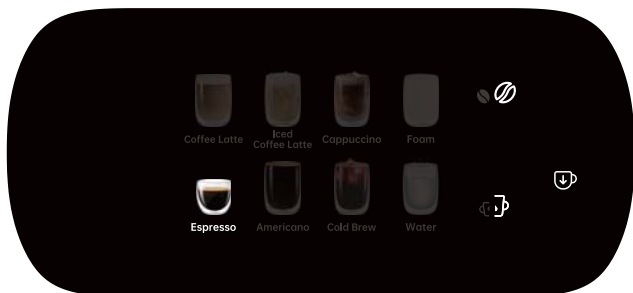 Coffee Latte
Iced
Coffee Latte
Cappuccino
Foam
Espresso
Americano
Cold Brew
Water